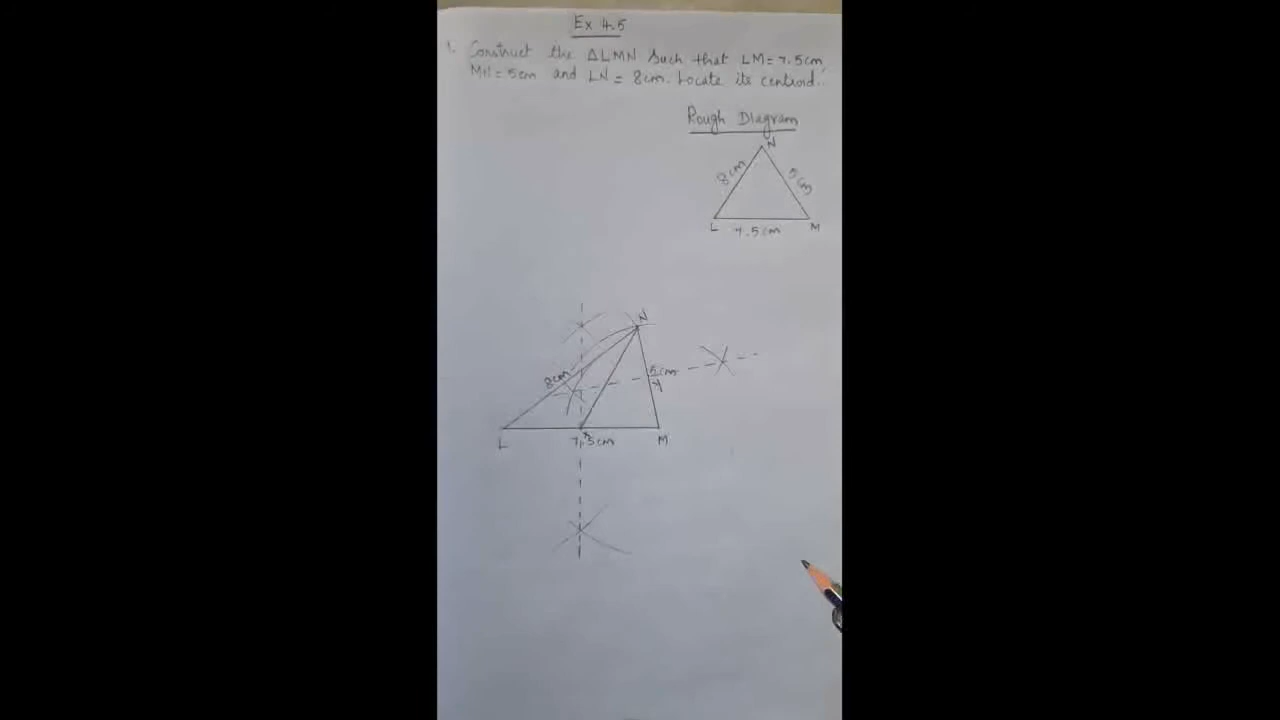 Ex 4.5
1. Construct the ΔLMN such that LM = 7.5cm,
MN = 5cm and LN = 8cm. Locate its centroid..
Rough Diagram
N
8cm
5cm
L
M
7.5cm
N
8cm
5cm
Y
L
7.5cm
M